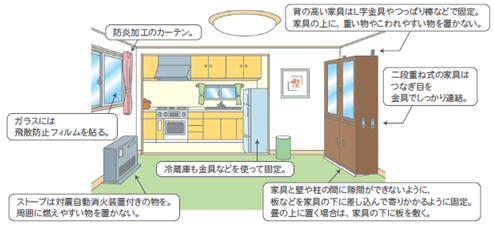 防炎加工のカーテン。
背の高い家具はL字金具やつっぱり棒などで固定。
家具の上に、重い物やこわれやすい物を置かない。
二段重ね式の家具は
つなぎ目を
金具でしっかり連結。
ガラスには
飛散防止フィルムを貼る。
冷蔵庫も金具などを使って固定。
ストーブは対震自動消火装置付きの物を。
周囲に燃えやすい物を置かない。
家具と壁や柱の間に隙間ができないように、
板などを家具の下に差し込んで寄りかかるように固定。
畳の上に置く場合は、家具の下に板を敷く。